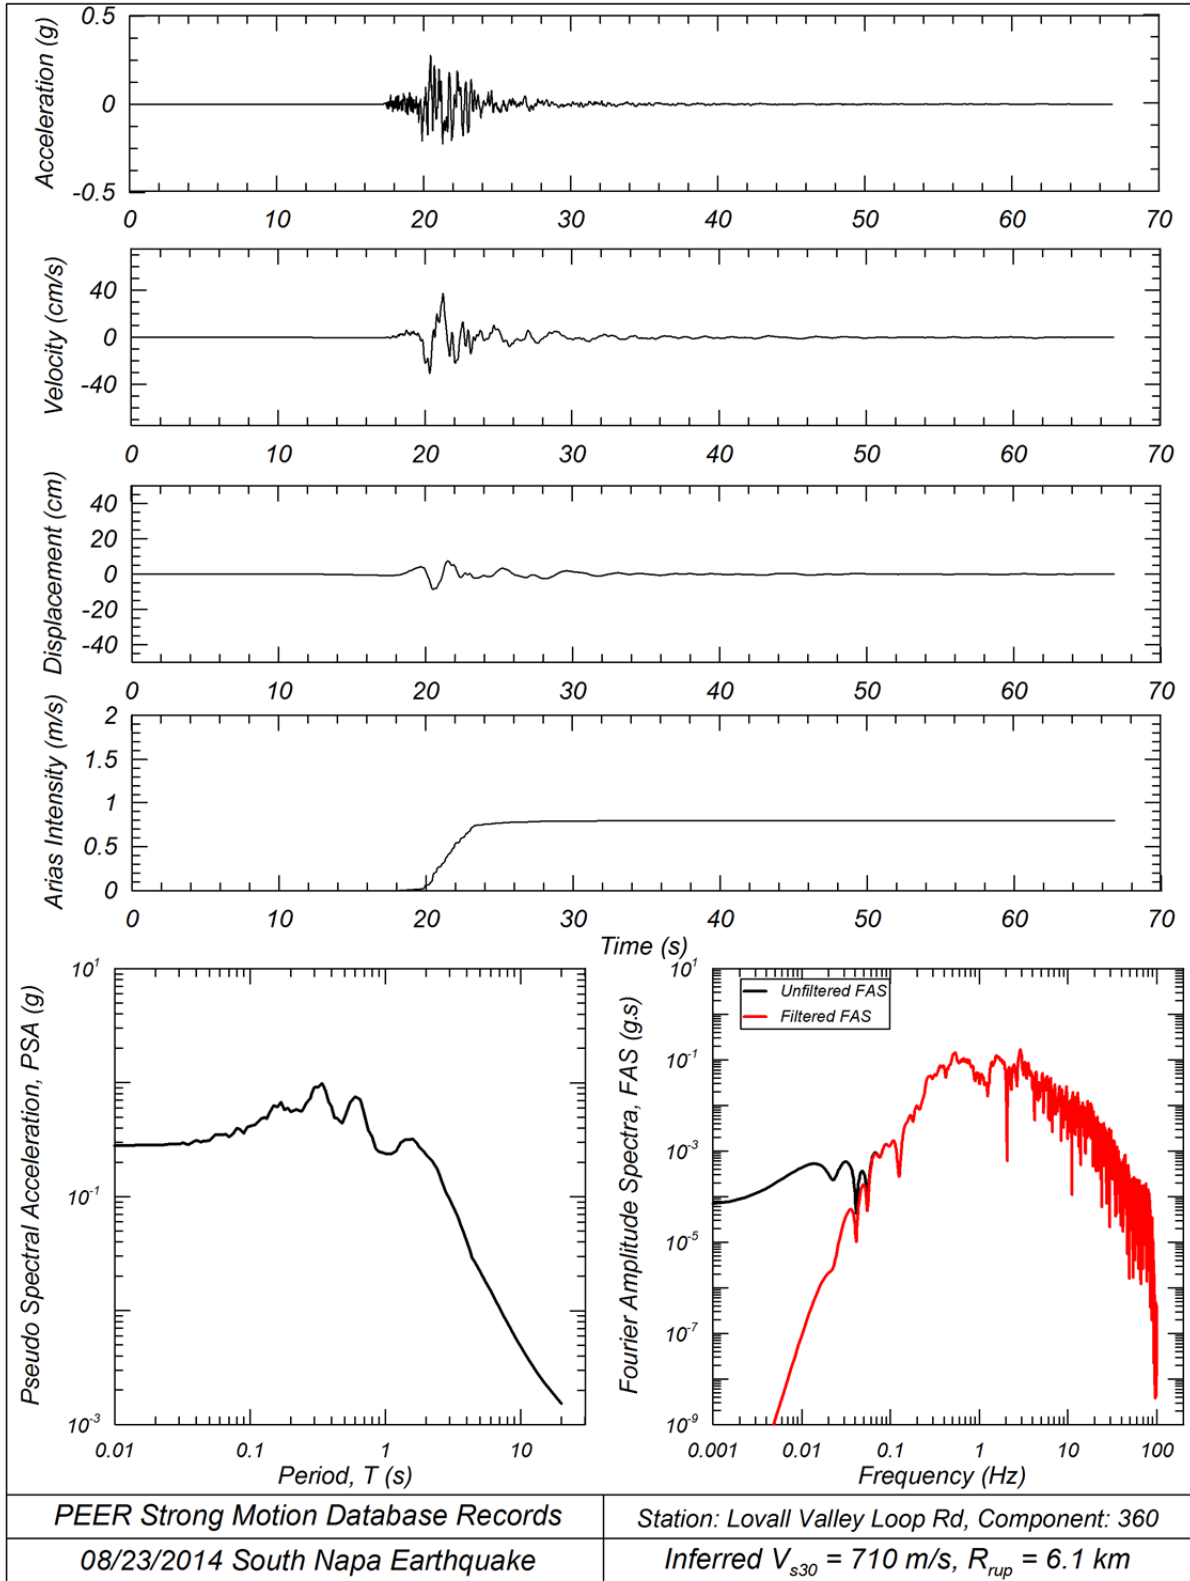 Acceleration (g)
0.5
0
-0.5
0 10 20 30 40 50 60 70
Velocity (cm/s)
40
0
-40
0 10 20 30 40 50 60 70
Displacement (cm)
40
20
0
-20
-40
0 10 20 30 40 50 60 70
Arias Intensity (m/s)
2
1.5
1
0.5
0
0 10 20 30 40 50 60 70
Time (s)
Pseudo Spectral Acceleration, PSA (g)
10¹
10⁰
10⁻¹
10⁻³
0.01 0.1 1 10
Period, T (s)
Fourier Amplitude Spectra, FAS (g.s)
Unfiltered FAS
Filtered FAS
10¹
10⁻¹
10⁻³
10⁻⁵
10⁻⁷
10⁻⁹
0.001 0.01 0.1 1 10 100
Frequency (Hz)
PEER Strong Motion Database Records
Station: Lovall Valley Loop Rd, Component: 360
08/23/2014 South Napa Earthquake
Inferred Vs30 = 710 m/s, Rrup = 6.1 km